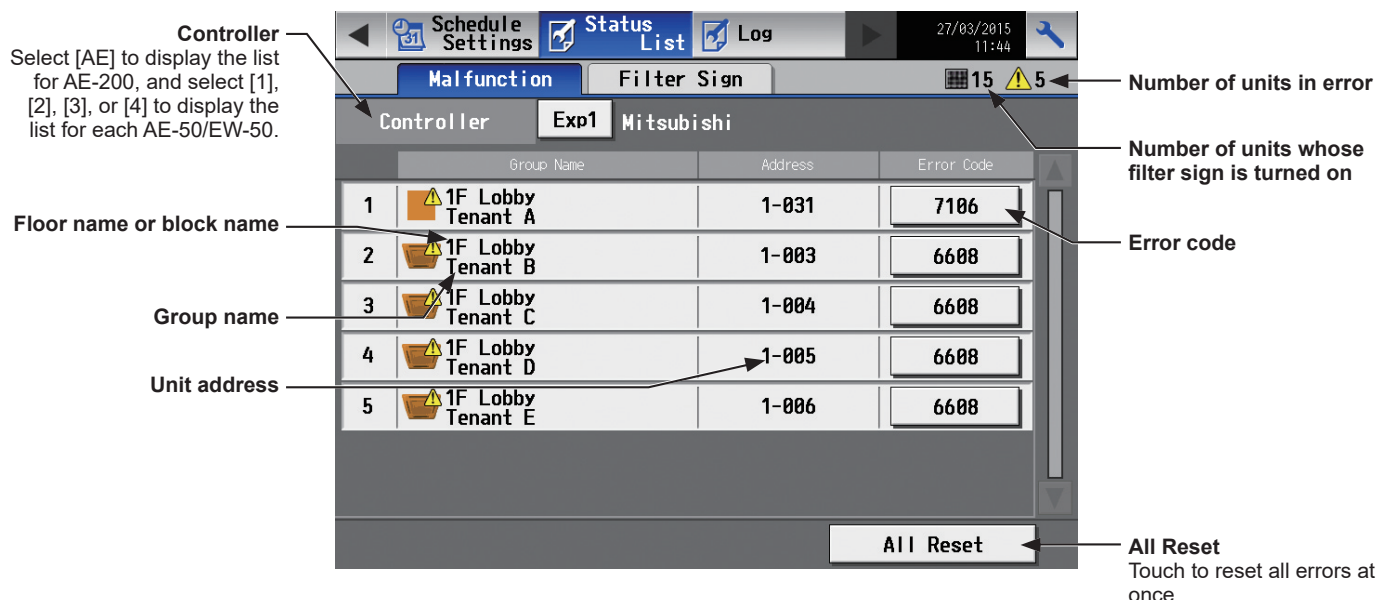 Controller
Select [AE] to display the list
for AE-200, and select [1],
[2], [3], or [4] to display the
list for each AE-50/EW-50.
Floor name or block name
Group name
Unit address
Schedule
Settings
31
Status
List
Log
27/03/2015
11:44
Malfunction
Filter Sign
15
5
Controller
Exp1
Mitsubishi
Group Name
Address
Error Code
1
1F Lobby
Tenant A
1-031
7106
2
1F Lobby
Tenant B
1-003
6608
3
1F Lobby
Tenant C
1-004
6608
4
1F Lobby
Tenant D
1-005
6608
5
1F Lobby
Tenant E
1-006
6608
All Reset
Number of units in error
Number of units whose
filter sign is turned on
Error code
All Reset
Touch to reset all errors at
once